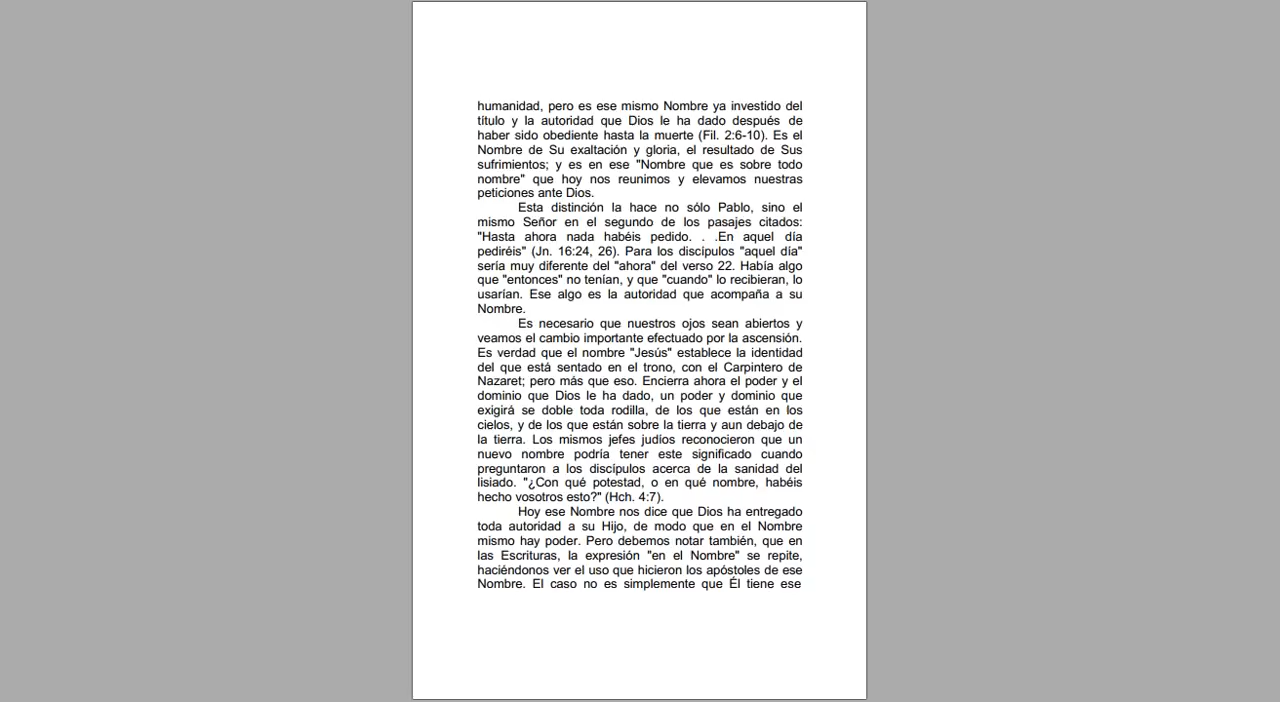 humanidad, pero es ese mismo Nombre ya investido del
título y la autoridad que Dios le ha dado después de
haber sido obediente hasta la muerte (Fil. 2:6-10). Es el
Nombre de Su exaltación y gloria, el resultado de Sus
sufrimientos; y es en ese "Nombre que es sobre todo
nombre" que hoy nos reunimos y elevamos nuestras
peticiones ante Dios.
Esta distinción la hace no sólo Pablo, sino el
mismo Señor en el segundo de los pasajes citados:
"Hasta ahora nada habéis pedido. . .En aquel día
pediréis" (Jn. 16:24, 26). Para los discípulos "aquel día"
sería muy diferente del "ahora" del verso 22. Había algo
que "entonces" no tenían, y que "cuando" lo recibieran, lo
usarían. Ese algo es la autoridad que acompaña a su
Nombre.
Es necesario que nuestros ojos sean abiertos y
veamos el cambio importante efectuado por la ascensión.
Es verdad que el nombre "Jesús" establece la identidad
del que está sentado en el trono, con el Carpintero de
Nazaret; pero más que eso. Encierra ahora el poder y el
dominio que Dios le ha dado, un poder y dominio que
exigirá se doble toda rodilla, de los que están en los
cielos, y de los que están sobre la tierra y aun debajo de
la tierra. Los mismos jefes judíos reconocieron que un
nuevo nombre podría tener este significado cuando
preguntaron a los discípulos acerca de la sanidad del
lisiado. "¿Con qué potestad, o en qué nombre, habéis
hecho vosotros esto?" (Hch. 4:7).
Hoy ese Nombre nos dice que Dios ha entregado
toda autoridad a su Hijo, de modo que en el Nombre
mismo hay poder. Pero debemos notar también, que en
las Escrituras, la expresión "en el Nombre" se repite,
haciéndonos ver el uso que hicieron los apóstoles de ese
Nombre. El caso no es simplemente que Él tiene ese